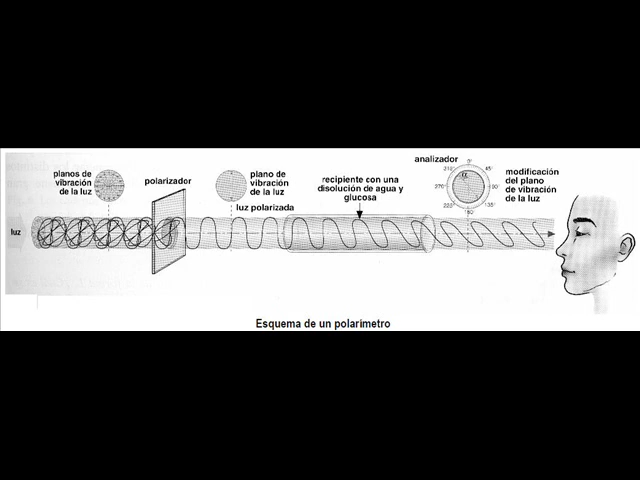 planos de
vibración
de la luz
polarizador
plano de
vibración
de la luz
luz polarizada
recipiente con una
disolución de agua y
glucosa
analizador
0°
45°
90°
135°
180°
225°
270°
310°
α
modificación
del plano
de vibración
de la luz
luz
Esquema de un polarimetro